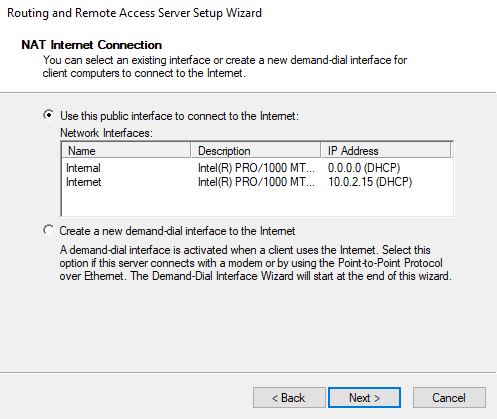 Routing and Remote Access Server Setup Wizard
NAT Internet Connection
You can select an existing interface or create a new demand-dial interface for
client computers to connect to the Internet.
Use this public interface to connect to the Internet:
Network Interfaces:
Name Description IP Address
Internal Intel(R) PRO/1000 MT... 0.0.0.0 (DHCP)
Internet Intel(R) PRO/1000 MT... 10.0.2.15 (DHCP)
Create a new demand-dial interface to the Internet
A demand-dial interface is activated when a client uses the Internet. Select this
option if this server connects with a modem or by using the Point-to-Point Protocol
over Ethernet. The Demand-Dial Interface Wizard will start at the end of this wizard.
< Back Next > Cancel